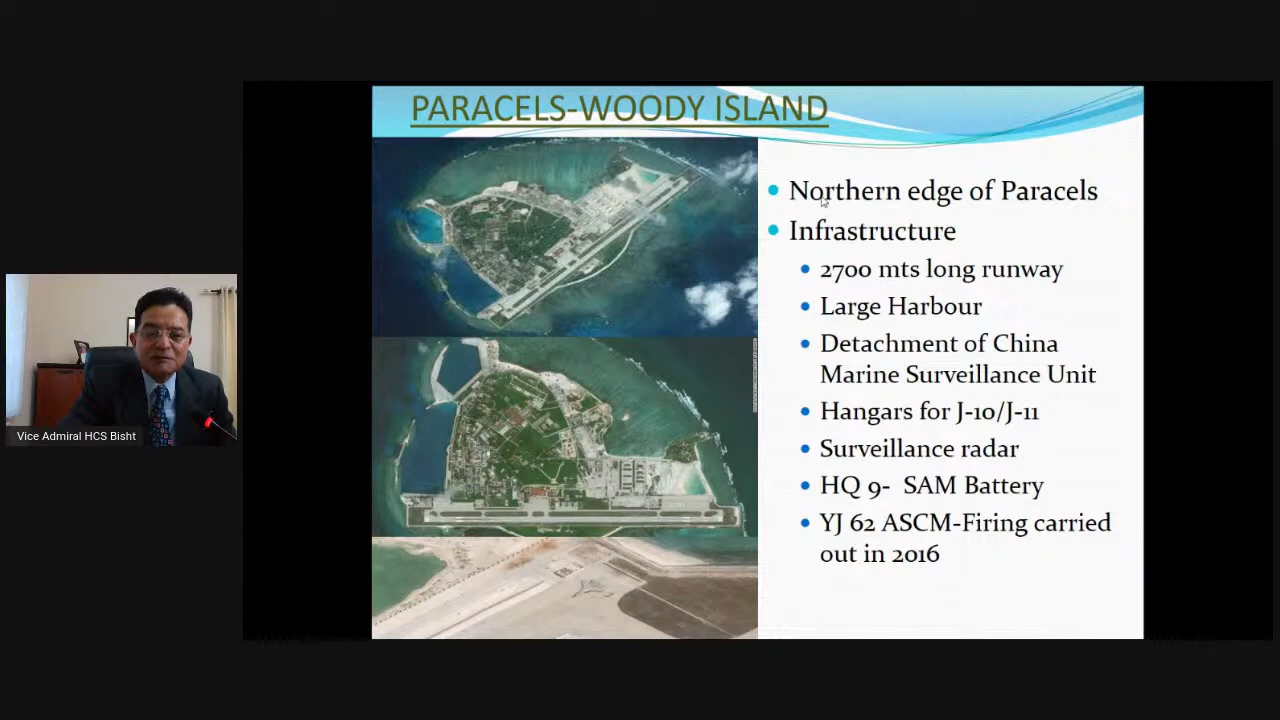 PARACELS-WOODY ISLAND
Northern edge of Paracels
Infrastructure
2700 mts long runway
Large Harbour
Detachment of China
Marine Surveillance Unit
Hangars for J-10/J-11
Surveillance radar
HQ 9- SAM Battery
YJ 62 ASCM-Firing carried
out in 2016
Vice Admiral HCS Bisht